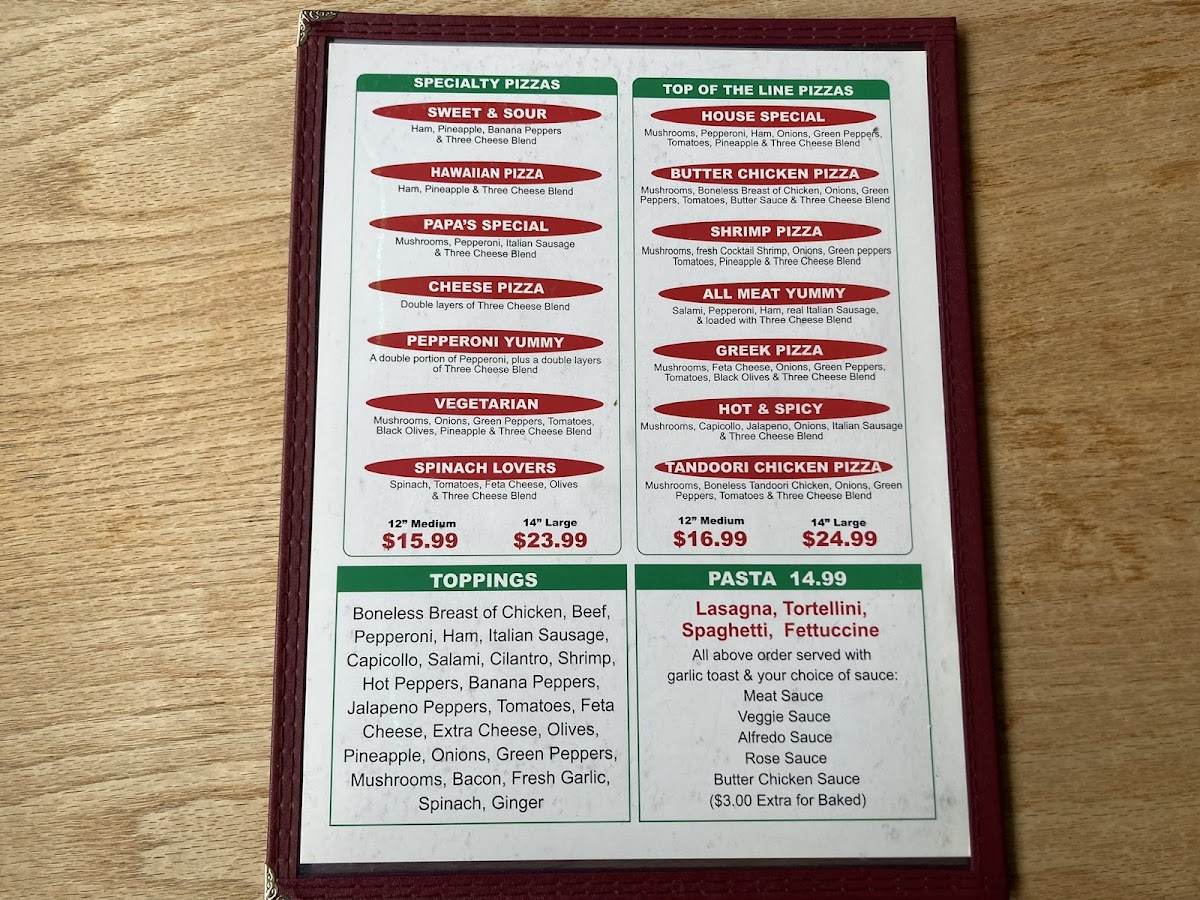 SPECIALTY PIZZAS
SWEET & SOUR
Ham, Pineapple, Banana Peppers
& Three Cheese Blend
HAWAIIAN PIZZA
Ham, Pineapple & Three Cheese Blend
PAPA'S SPECIAL
Mushrooms, Pepperoni, Italian Sausage
& Three Cheese Blend
CHEESE PIZZA
Double layers of Three Cheese Blend
PEPPERONI YUMMY
A double portion of Pepperoni, plus a double layers
of Three Cheese Blend
VEGETARIAN
Mushrooms, Onions, Green Peppers, Tomatoes,
Black Olives, Pineapple & Three Cheese Blend
SPINACH LOVERS
Spinach, Tomatoes, Feta Cheese, Olives
& Three Cheese Blend
12" Medium 14" Large
$15.99 $23.99
TOP OF THE LINE PIZZAS
HOUSE SPECIAL
Mushrooms, Pepperoni, Ham, Onions, Green Peppers,
Tomatoes, Pineapple & Three Cheese Blend
BUTTER CHICKEN PIZZA
Mushrooms, Boneless Breast of Chicken, Onions, Green
Peppers, Tomatoes, Butter Sauce & Three Cheese Blend
SHRIMP PIZZA
Mushrooms, fresh Cocktail Shrimp, Onions, Green peppers
Tomatoes, Pineapple & Three Cheese Blend
ALL MEAT YUMMY
Salami, Pepperoni, Ham, real Italian Sausage,
& loaded with Three Cheese Blend
GREEK PIZZA
Mushrooms, Feta Cheese, Onions, Green Peppers,
Tomatoes, Black Olives & Three Cheese Blend
HOT & SPICY
Mushrooms, Capicollo, Jalapeno, Onions, Italian Sausage
& Three Cheese Blend
TANDOORI CHICKEN PIZZA
Mushrooms, Boneless Tandoori Chicken, Onions, Green
Peppers, Tomatoes & Three Cheese Blend
12" Medium 14" Large
$16.99 $24.99
TOPPINGS
Boneless Breast of Chicken, Beef,
Pepperoni, Ham, Italian Sausage,
Capicollo, Salami, Cilantro, Shrimp,
Hot Peppers, Banana Peppers,
Jalapeno Peppers, Tomatoes, Feta
Cheese, Extra Cheese, Olives,
Pineapple, Onions, Green Peppers,
Mushrooms, Bacon, Fresh Garlic,
Spinach, Ginger
PASTA 14.99
Lasagna, Tortellini,
Spaghetti, Fettuccine
All above order served with
garlic toast & your choice of sauce:
Meat Sauce
Veggie Sauce
Alfredo Sauce
Rose Sauce
Butter Chicken Sauce
($3.00 Extra for Baked)